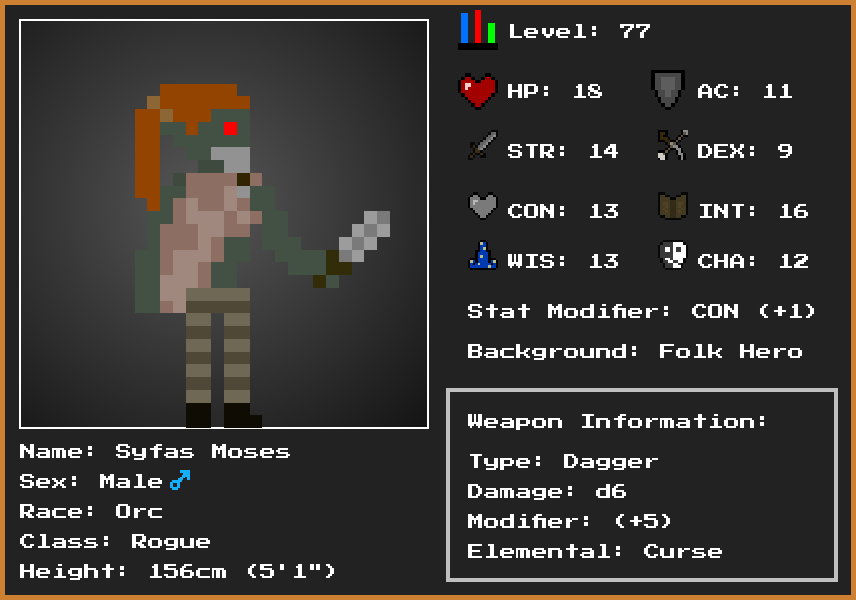 Level: 77
HP: 18
AC: 11
STR: 14
DEX: 9
CON: 13
INT: 16
WIS: 13
CHA: 12
Stat Modifier: CON (+1)
Background: Folk Hero
Weapon Information:
Type: Dagger
Damage: d6
Modifier: (+5)
Elemental: Curse
Name: Syfas Moses
Sex: Male♂
Race: Orc
Class: Rogue
Height: 156cm (5'1")